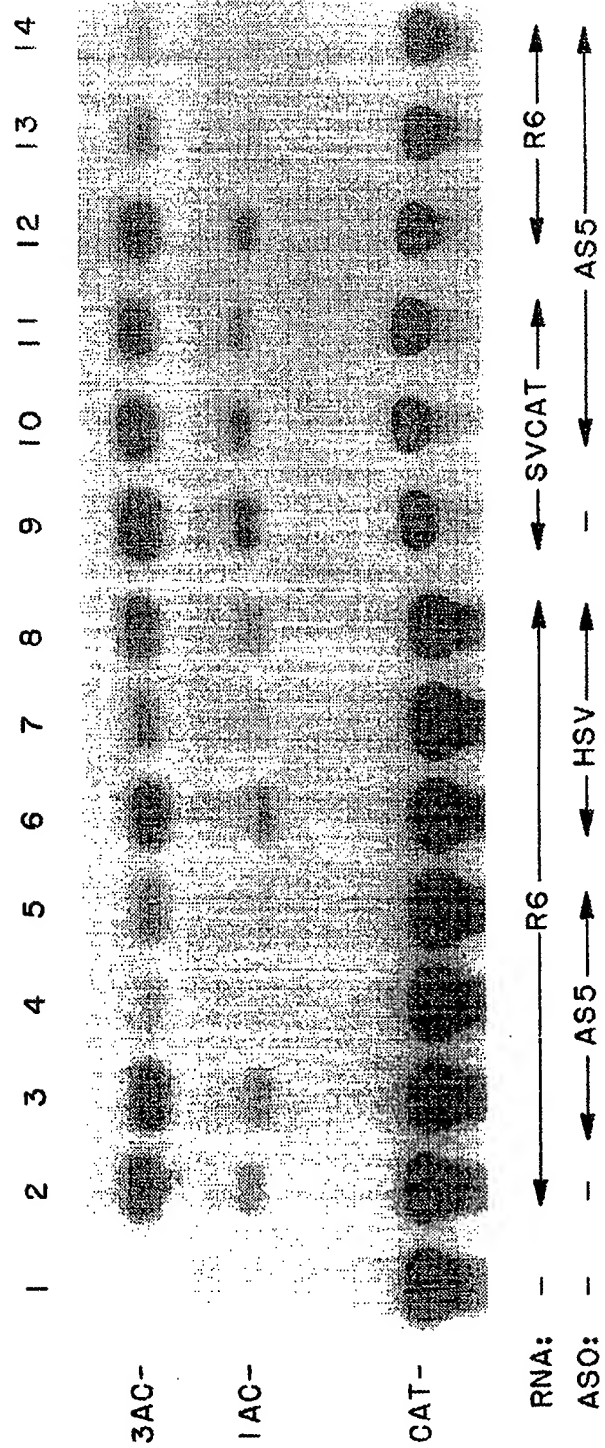 1 2 3 4 5 6 7 8 9 10 11 12 13 14
3AC-
1AC-
CAT-
RNA: - R6 SVCAT R6
ASO: - - AS5 HSV - AS5